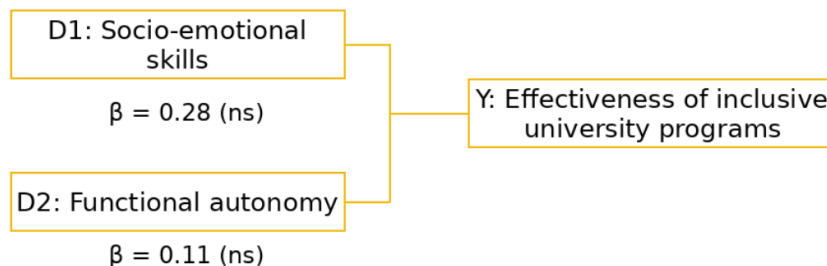 D1: Socio-emotional
skills
β = 0.28 (ns)
Y: Effectiveness of inclusive
university programs
D2: Functional autonomy
β = 0.11 (ns)